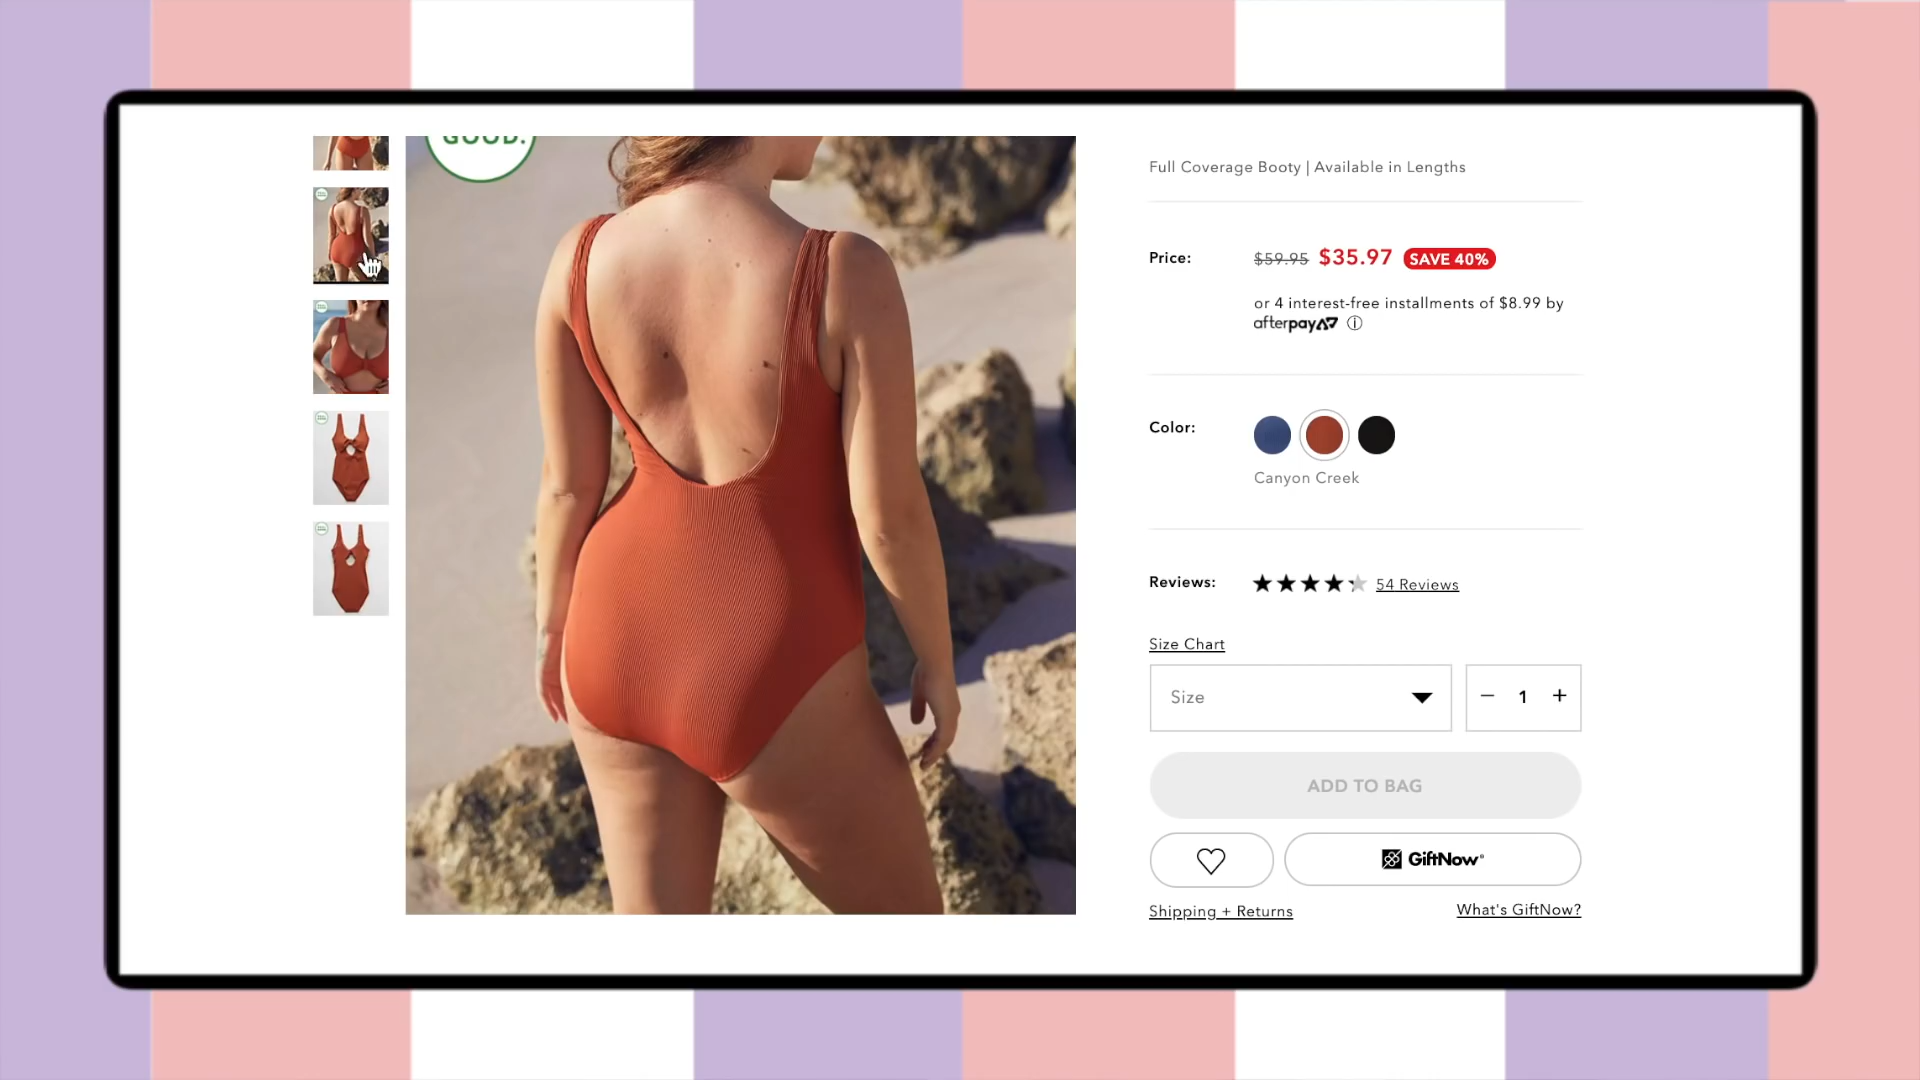 GOOD.
Full Coverage Booty | Available in Lengths
Price:
$59.95 $35.97 SAVE 40%
or 4 interest-free installments of $8.99 by
afterpay
Color:
Canyon Creek
Reviews:
54 Reviews
Size Chart
Size
− 1 +
ADD TO BAG
GiftNow®
Shipping + Returns
What's GiftNow?